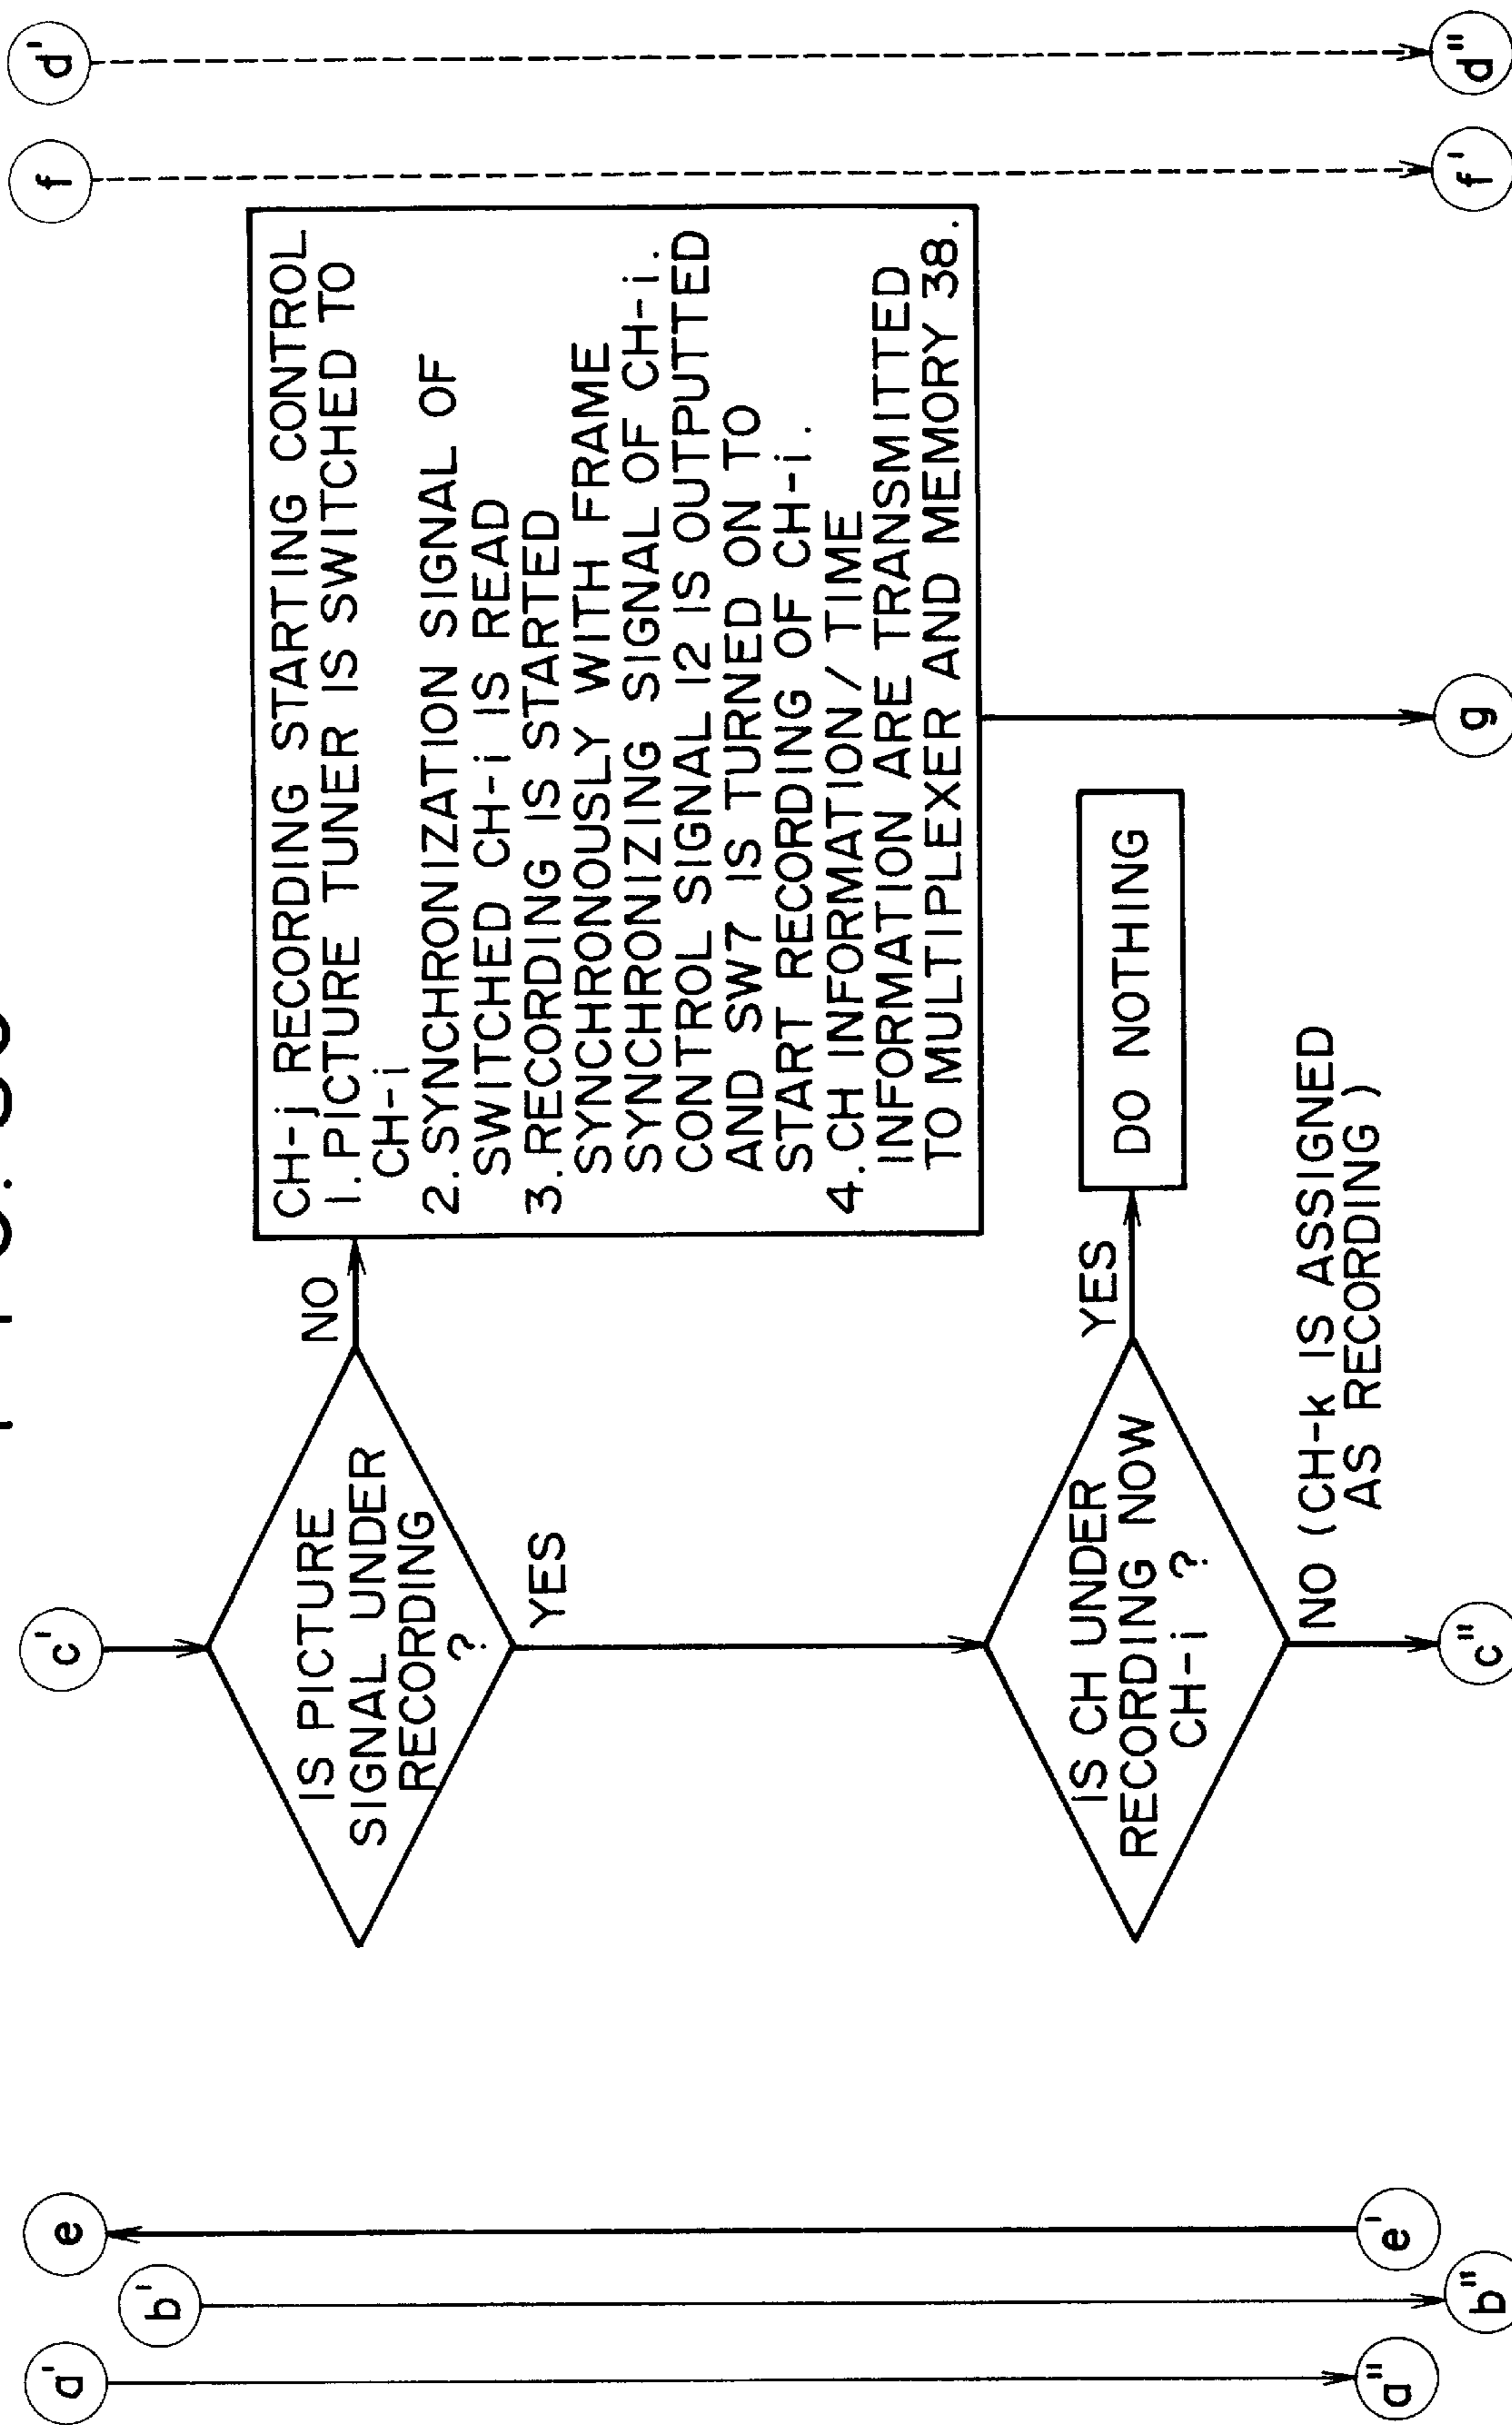 a'
b'
e
c'
f
d'
IS PICTURE
SIGNAL UNDER
RECORDING
?
NO
YES
CH-j RECORDING STARTING CONTROL
1. PICTURE TUNER IS SWITCHED TO
CH-i
2. SYNCHRONIZATION SIGNAL OF
SWITCHED CH-i IS READ
3. RECORDING IS STARTED
SYNCHRONOUSLY WITH FRAME
SYNCHRONIZING SIGNAL OF CH-i.
CONTROL SIGNAL 12 IS OUTPUTTED
AND SW7 IS TURNED ON TO
START RECORDING OF CH-i.
4. CH INFORMATION / TIME
INFORMATION ARE TRANSMITTED
TO MULTIPLEXER AND MEMORY 38.
IS CH UNDER
RECORDING NOW
CH-i ?
YES
DO NOTHING
NO (CH-k IS ASSIGNED
AS RECORDING)
a"
b"
e'
c"
g
f'
d"